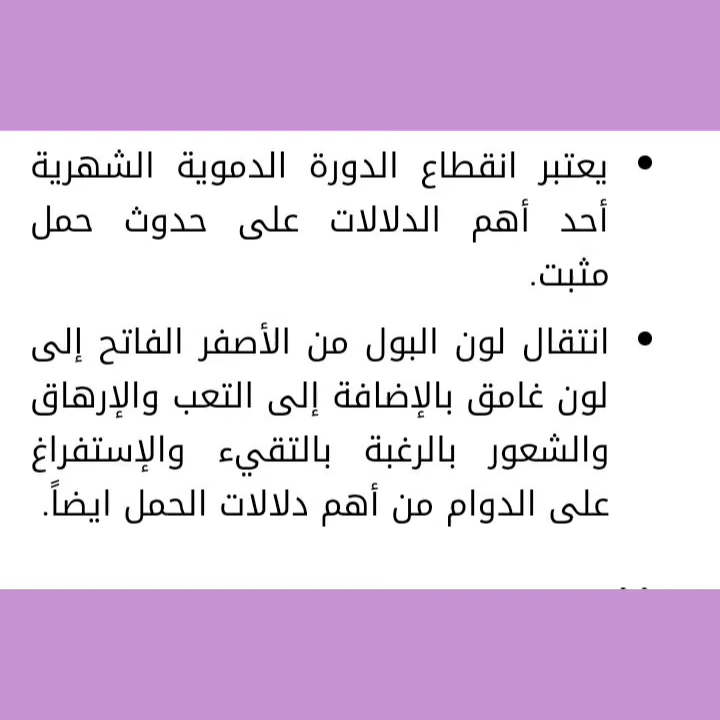 • يعتبر انقطاع الدورة الدموية الشهرية
أحد أهم الدلالات على حدوث حمل
مثبت.
• انتقال لون البول من الأصفر الفاتح إلى
لون غامق بالإضافة إلى التعب والإرهاق
والشعور بالرغبة بالتقيء والإستفراغ
على الدوام من أهم دلالات الحمل ايضاً.